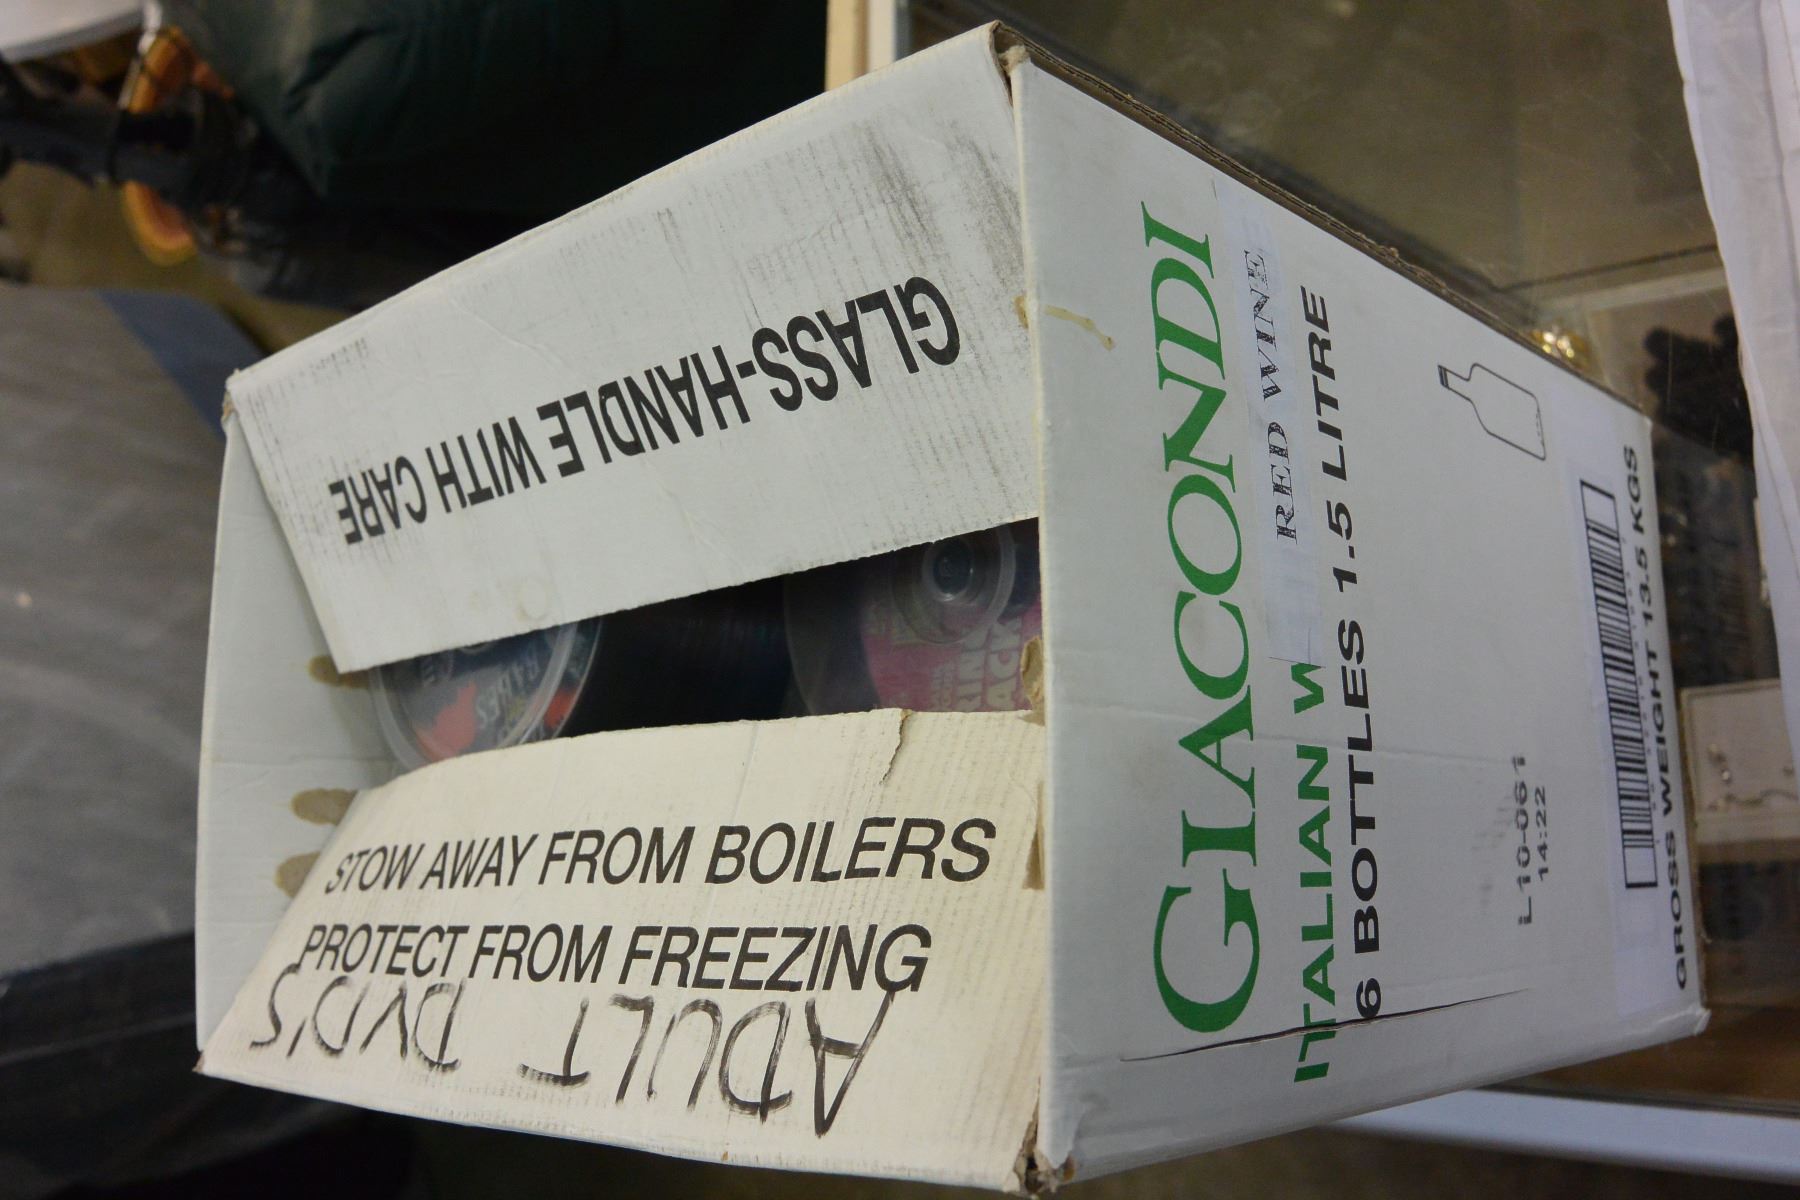 GLASS-HANDLE WITH CARE
STOW AWAY FROM BOILERS
PROTECT FROM FREEZING
ADULT DVD'S
GIACONDI
ITALIAN W
RED WINE
6 BOTTLES 1.5 LITRE
L 10-061
14:22
GROSS WEIGHT 13.5 KGS